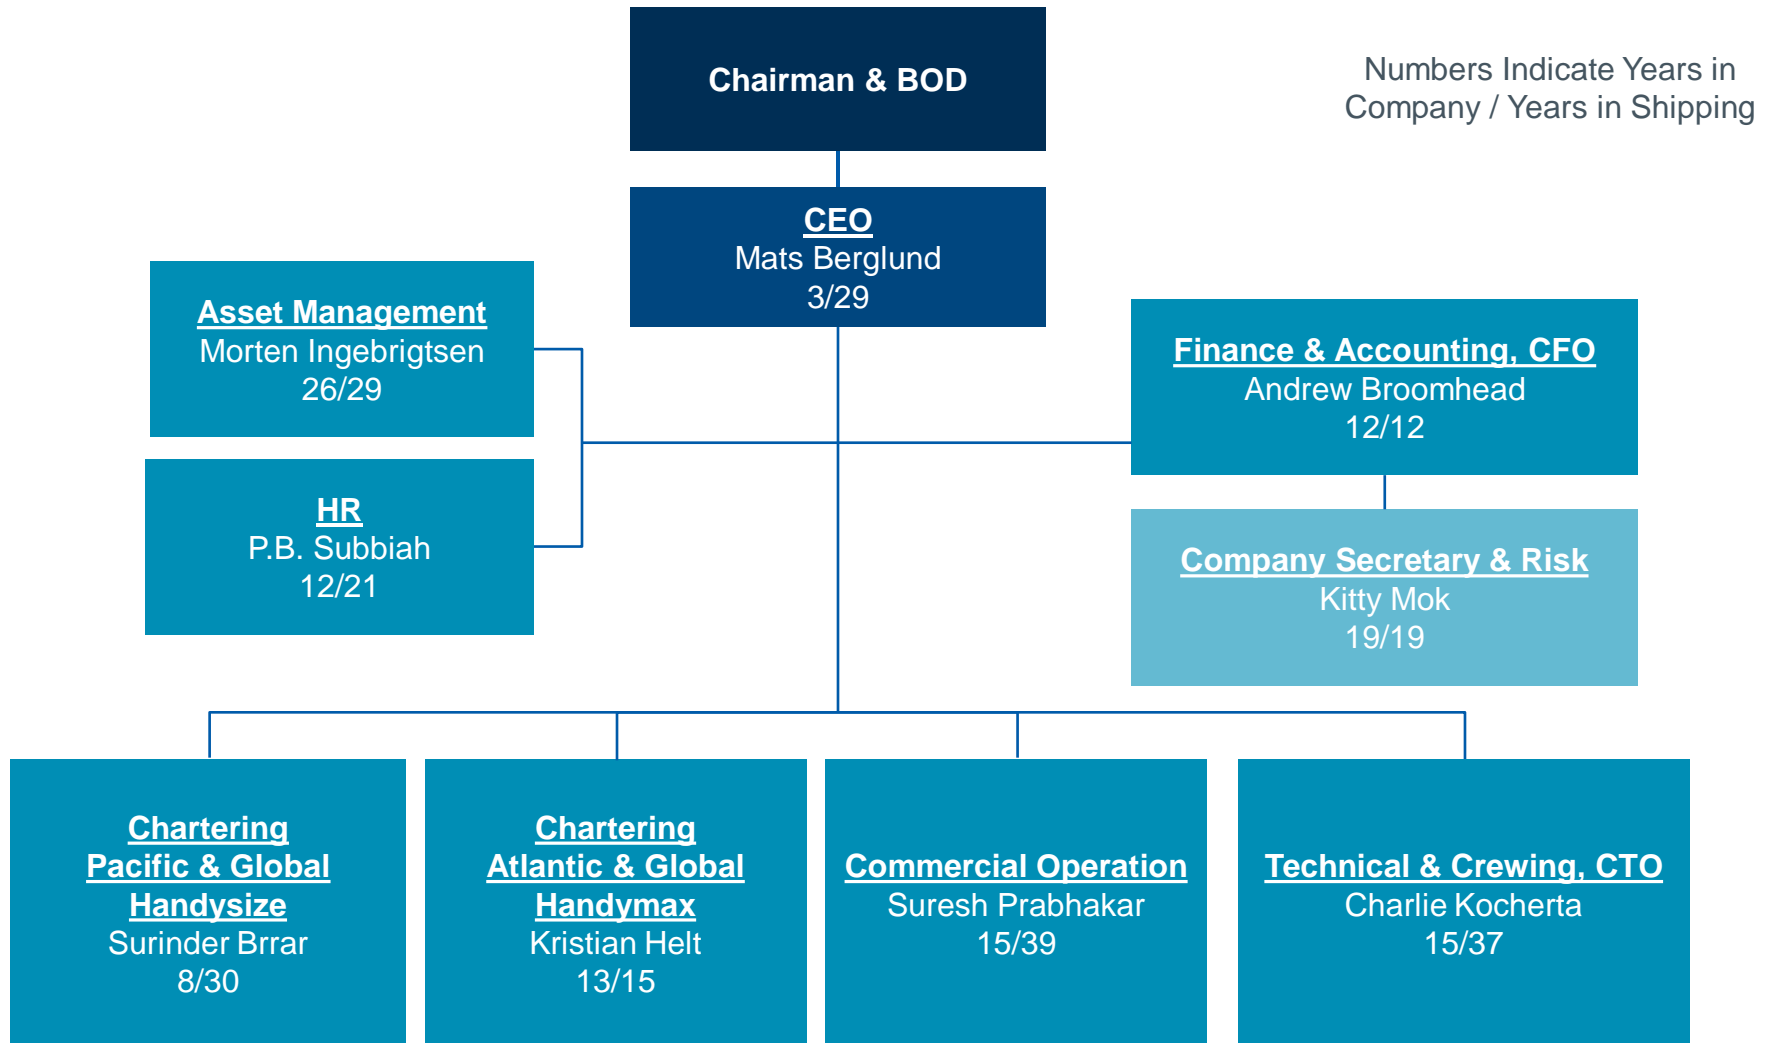 Chairman & BOD
Numbers Indicate Years in
Company / Years in Shipping
CEO
Mats Berglund
3/29
Asset Management
Morten Ingebrigtsen
26/29
Finance & Accounting, CFO
Andrew Broomhead
12/12
HR
P.B. Subbiah
12/21
Company Secretary & Risk
Kitty Mok
19/19
Chartering
Pacific & Global
Handysize
Surinder Brrar
8/30
Chartering
Atlantic & Global
Handymax
Kristian Helt
13/15
Commercial Operation
Suresh Prabhakar
15/39
Technical & Crewing, CTO
Charlie Kocherta
15/37